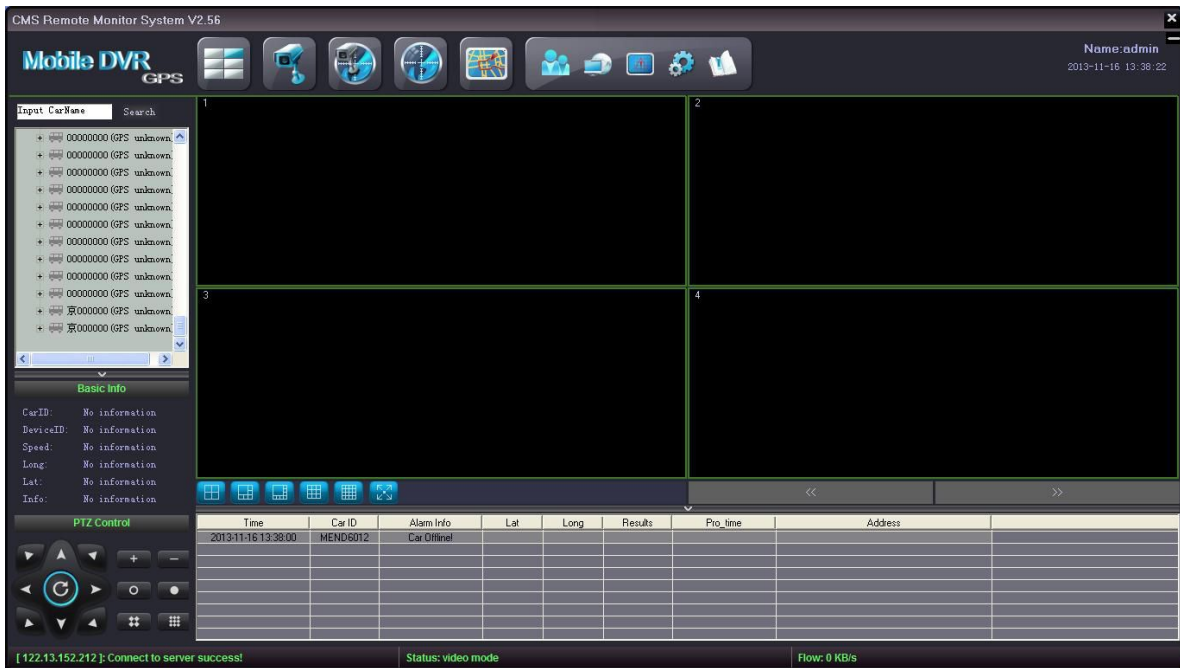 CMS Remote Monitor System V2.56
Mobile DVR
GPS
Name:admin
2013-11-16 13:38:22
Input CarName
Search
00000000 (GPS unknown
00000000 (GPS unknown
00000000 (GPS unknown
00000000 (GPS unknown
00000000 (GPS unknown
00000000 (GPS unknown
00000000 (GPS unknown
00000000 (GPS unknown
00000000 (GPS unknown
00000000 (GPS unknown
京000000 (GPS unknown
京000000 (GPS unknown
1
2
3
4
Basic Info
CarID: No information
DeviceID: No information
Speed: No information
Long: No information
Lat: No information
Info: No information
<<
>>
PTZ Control
Time Car ID Alarm Info Lat Long Results Pro_time Address
2013-11-16 13:38:00 MEND6012 Car Offline!
[ 122.13.152.212 ]: Connect to server success!
Status: video mode
Flow: 0 KB/s